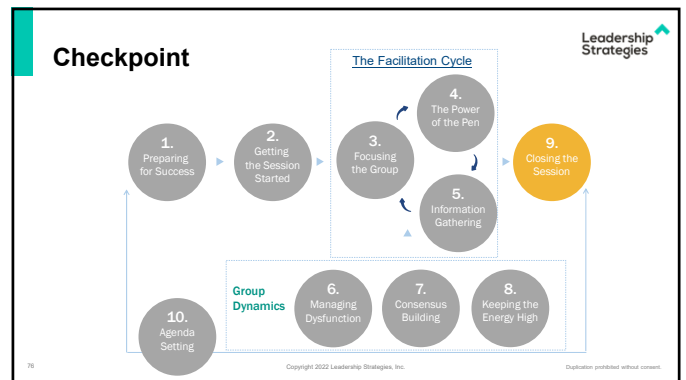 Checkpoint
Leadership
Strategies
The Facilitation Cycle
1.
Preparing
for Success
2.
Getting
the Session
Started
3.
Focusing
the Group
4.
The Power
of the Pen
5.
Information
Gathering
9.
Closing the
Session
Group
Dynamics
6.
Managing
Dysfunction
7.
Consensus
Building
8.
Keeping the
Energy High
10.
Agenda
Setting
76
Copyright 2022 Leadership Strategies, Inc.
Duplication prohibited without consent.